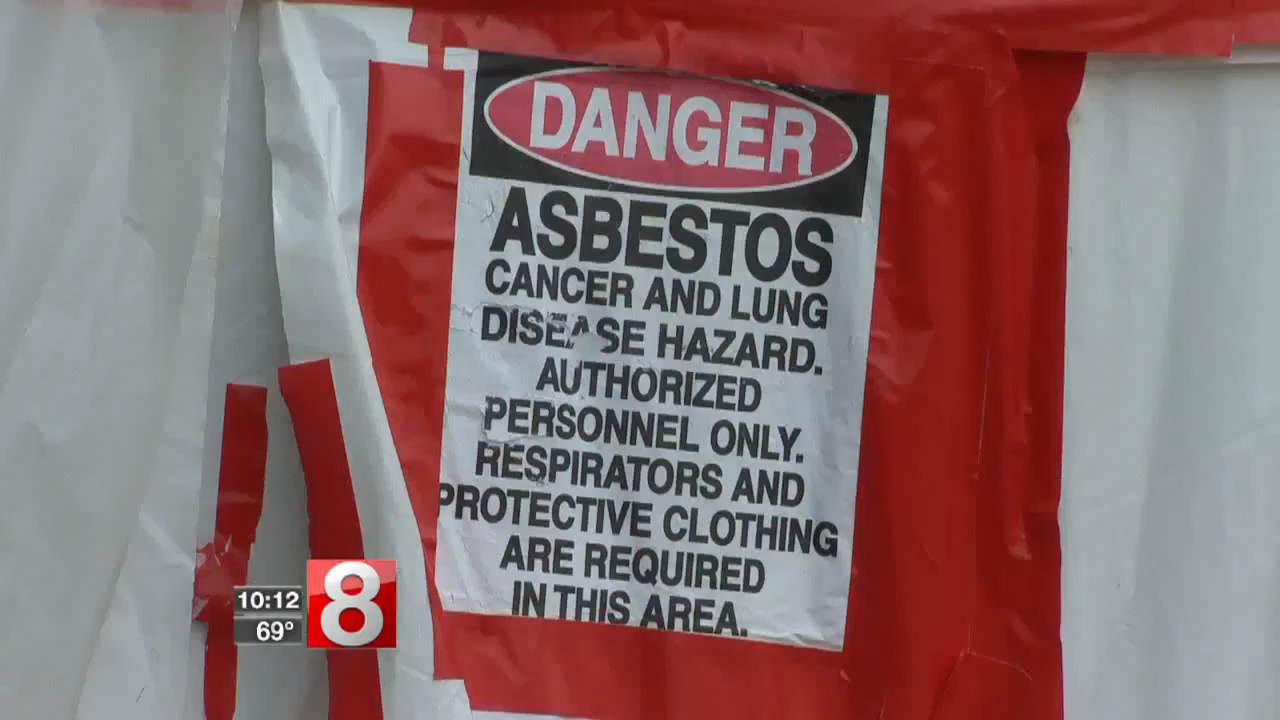 DANGER
ASBESTOS
CANCER AND LUNG
DISEASE HAZARD.
AUTHORIZED
PERSONNEL ONLY.
RESPIRATORS AND
PROTECTIVE CLOTHING
ARE REQUIRED
IN THIS AREA.
10:12
69°
8